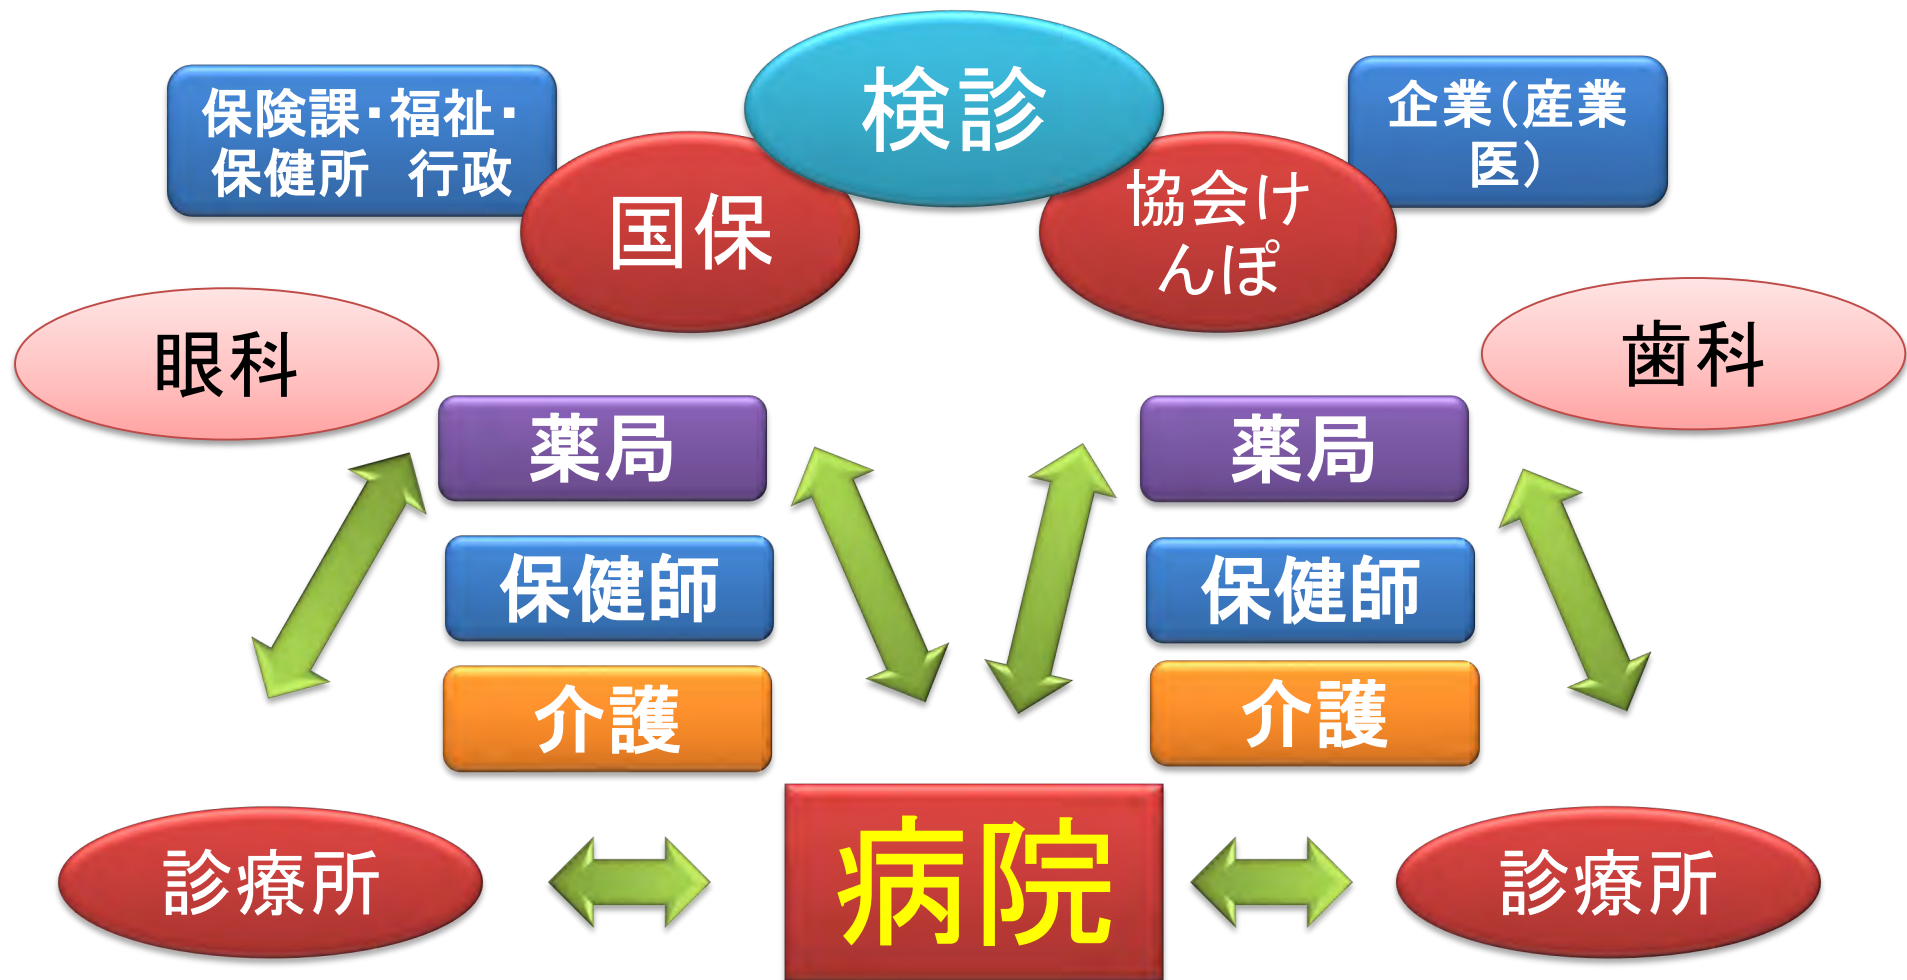 検診
保険課・福祉・
保健所　行政
企業（産業
医）
国保
協会け
んぽ
眼科
歯科
薬局
薬局
保健師
保健師
介護
介護
診療所
病院
診療所